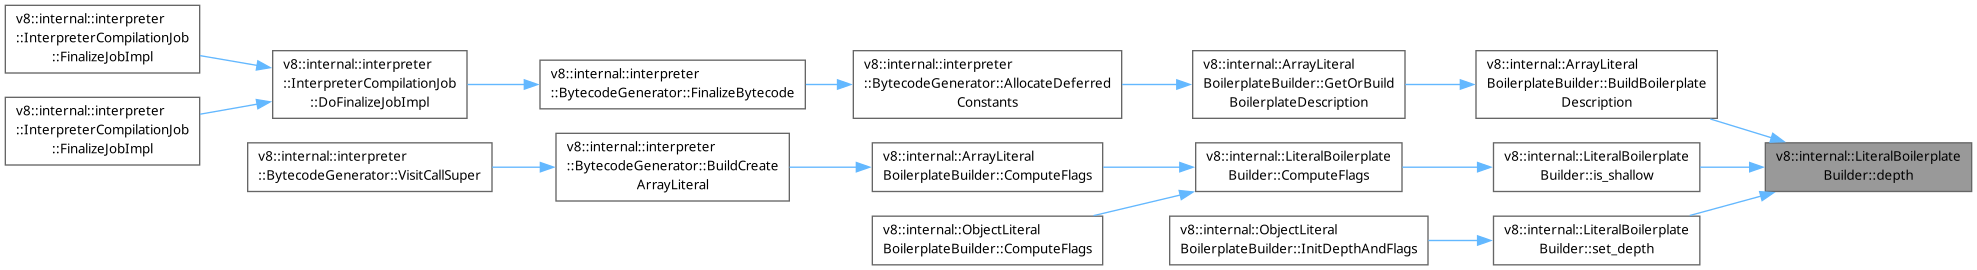 v8::internal::interpreter
::InterpreterCompilationJob
::FinalizeJobImpl
v8::internal::interpreter
::InterpreterCompilationJob
::FinalizeJobImpl
v8::internal::interpreter
::InterpreterCompilationJob
::DoFinalizeJobImpl
v8::internal::interpreter
::BytecodeGenerator::FinalizeBytecode
v8::internal::interpreter
::BytecodeGenerator::AllocateDeferred
Constants
v8::internal::ArrayLiteral
BoilerplateBuilder::GetOrBuild
BoilerplateDescription
v8::internal::ArrayLiteral
BoilerplateBuilder::BuildBoilerplate
Description
v8::internal::interpreter
::BytecodeGenerator::VisitCallSuper
v8::internal::interpreter
::BytecodeGenerator::BuildCreate
ArrayLiteral
v8::internal::ArrayLiteral
BoilerplateBuilder::ComputeFlags
v8::internal::LiteralBoilerplate
Builder::ComputeFlags
v8::internal::LiteralBoilerplate
Builder::is_shallow
v8::internal::LiteralBoilerplate
Builder::depth
v8::internal::ObjectLiteral
BoilerplateBuilder::ComputeFlags
v8::internal::ObjectLiteral
BoilerplateBuilder::InitDepthAndFlags
v8::internal::LiteralBoilerplate
Builder::set_depth